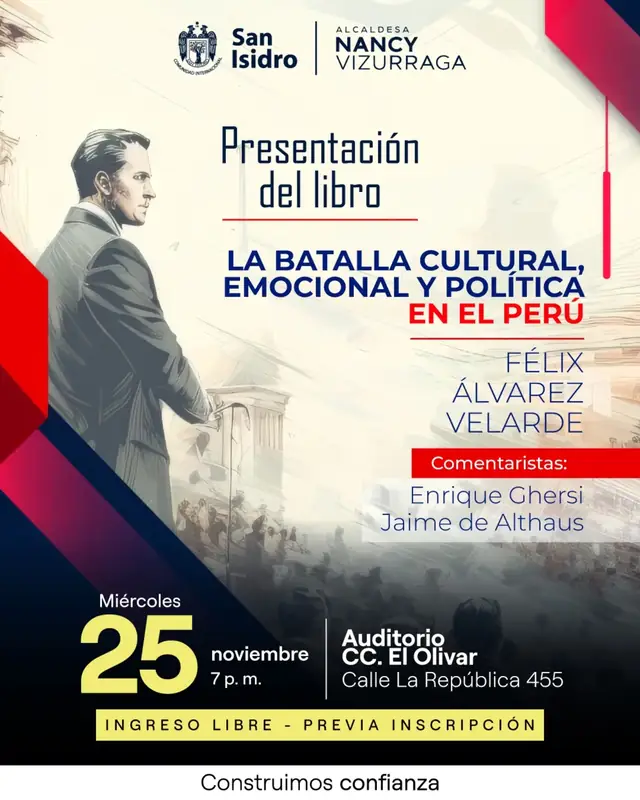 San
Isidro
COMUNIDAD INTERNACIONAL
ALCALDESA
NANCY
VIZURRAGA
Presentación
del libro
LA BATALLA CULTURAL,
EMOCIONAL Y POLÍTICA
EN EL PERÚ
FÉLIX
ÁLVAREZ
VELARDE
Comentaristas:
Enrique Ghersi
Jaime de Althaus
Miércoles
25
noviembre
7 p. m.
Auditorio
CC. El Olivar
Calle La República 455
INGRESO LIBRE - PREVIA INSCRIPCIÓN
Construimos confianza